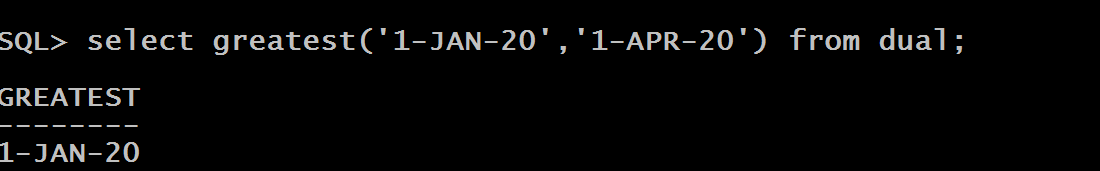 SQL> select greatest('1-JAN-20','1-APR-20') from dual;
GREATEST
--------
1-JAN-20